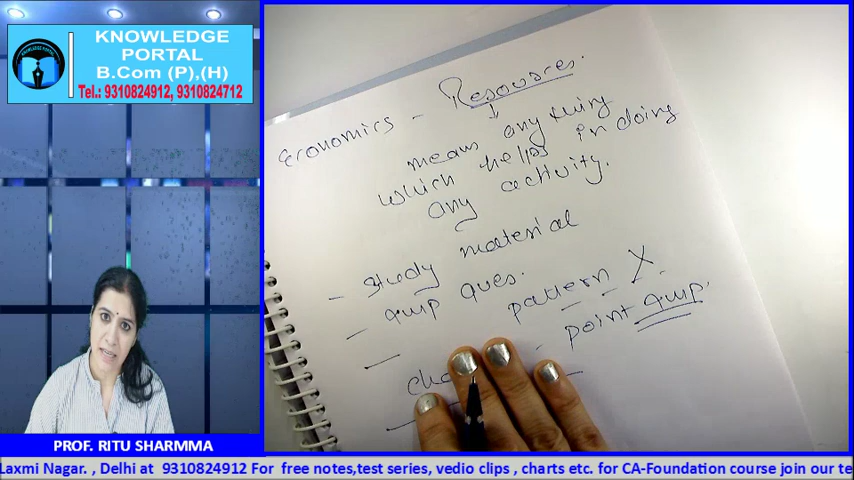 KNOWLEDGE
PORTAL
B.Com (P),(H)
Tel.: 9310824912, 9310824712
KNOWLEDGE PORTAL
Economics - Resources.
means any thing
which helps in doing
any activity.
- Study material
- Imp ques. pattern X.
- point Imp.
PROF. RITU SHARMMA
Laxmi Nagar. , Delhi at 9310824912 For free notes,test series, vedio clips , charts etc. for CA-Foundation course join our te